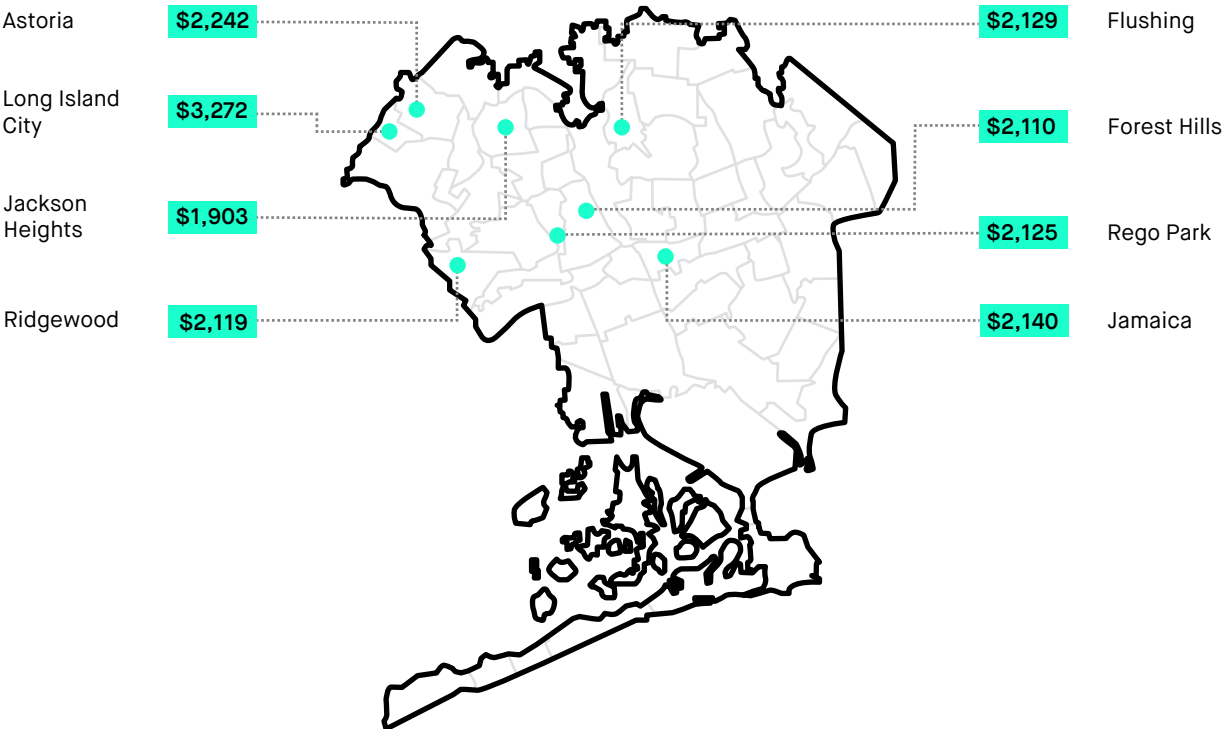 Astoria
$2,242
Long Island
City
$3,272
Jackson
Heights
$1,903
Ridgewood
$2,119
$2,129
Flushing
$2,110
Forest Hills
$2,125
Rego Park
$2,140
Jamaica